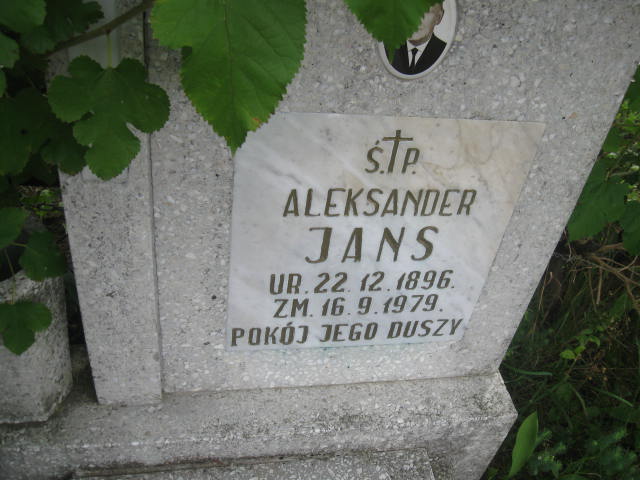 Ś.†P.
ALEKSANDER
JANS
UR. 22. 12. 1896.
ZM. 16. 9. 1979.
POKÓJ JEGO DUSZY